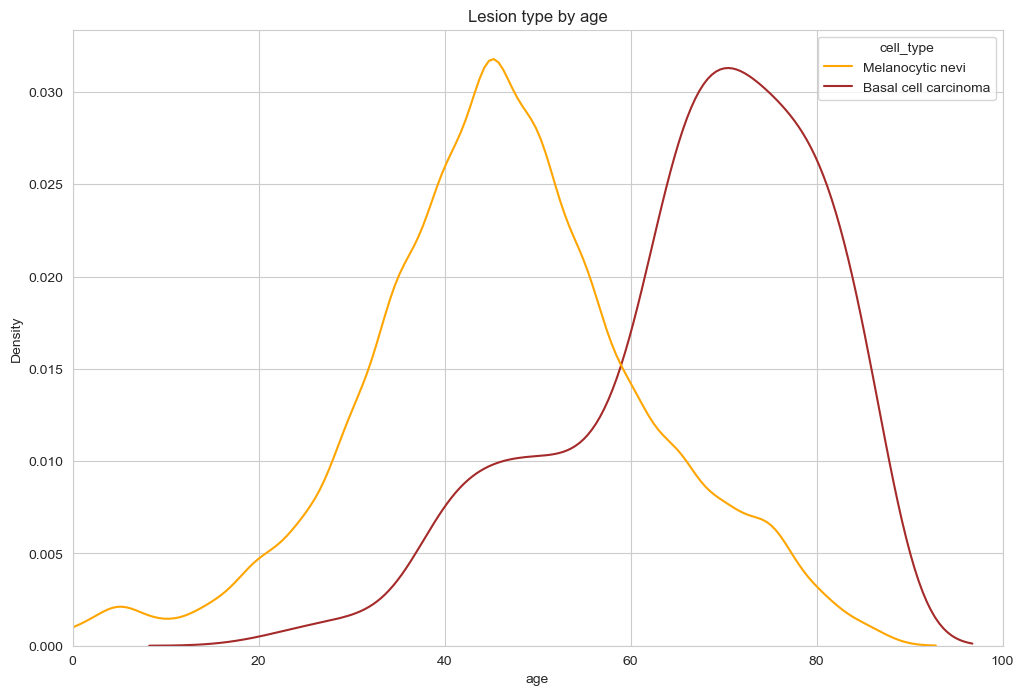 Lesion type by age
cell_type
Melanocytic nevi
Basal cell carcinoma
Density
0.030
0.025
0.020
0.015
0.010
0.005
0.000
0 20 40 60 80 100
age